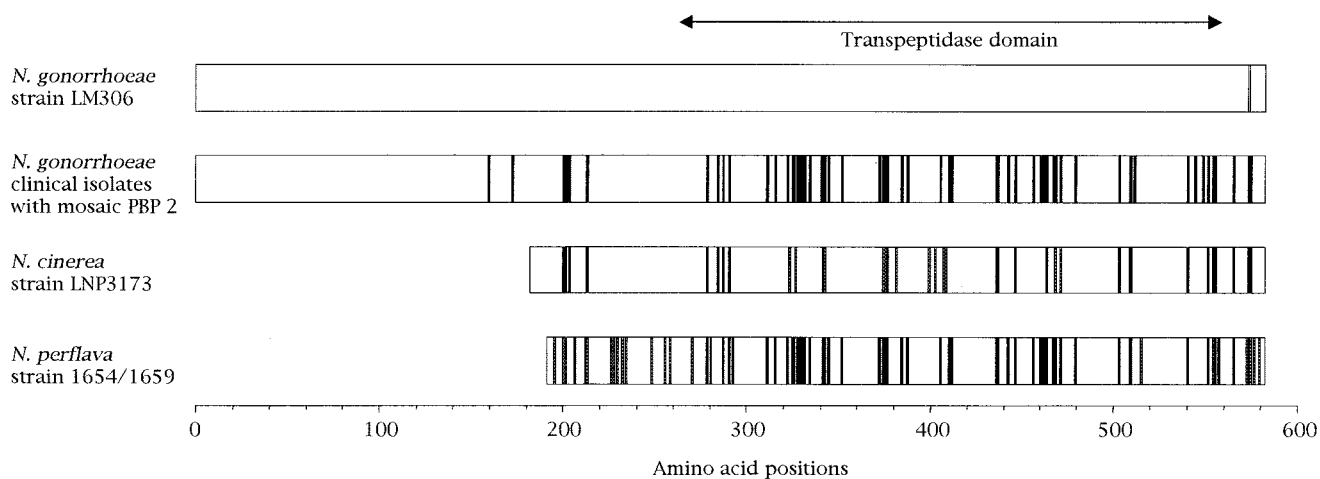 Transpeptidase domain
N. gonorrhoeae
strain LM306
N. gonorrhoeae
clinical isolates
with mosaic PBP 2
N. cinerea
strain LNP3173
N. perflava
strain 1654/1659
0 100 200 300 400 500 600
Amino acid positions